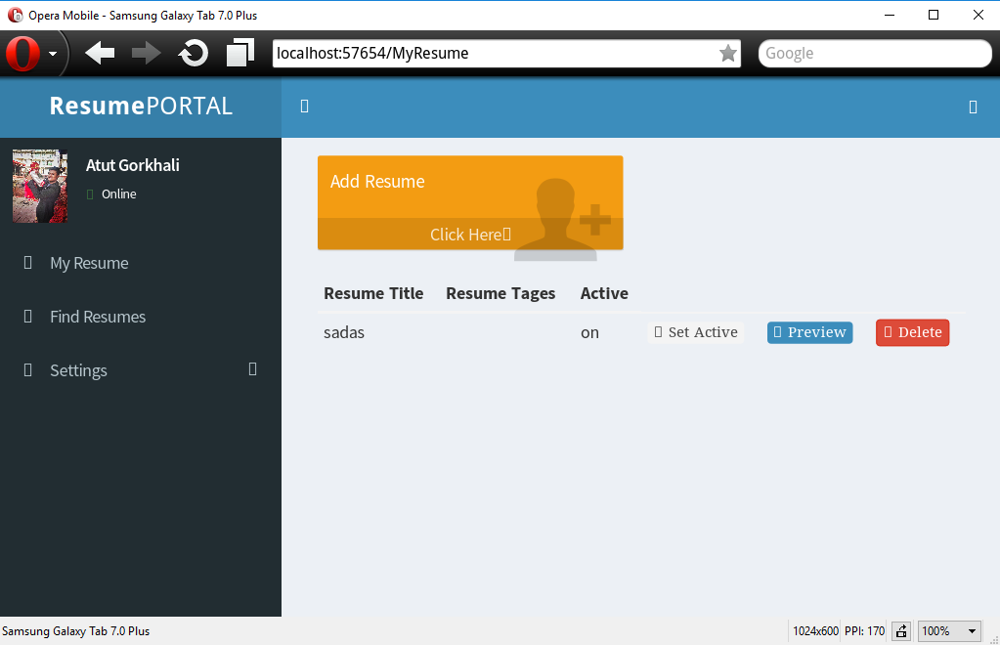 Opera Mobile - Samsung Galaxy Tab 7.0 Plus
localhost:57654/MyResume
Google
ResumePORTAL
Atut Gorkhali
Online
My Resume
Find Resumes
Settings
Add Resume
Click Here
Resume Title Resume Tages Active
sadas on Set Active Preview Delete
Samsung Galaxy Tab 7.0 Plus 1024x600 PPI: 170 100%